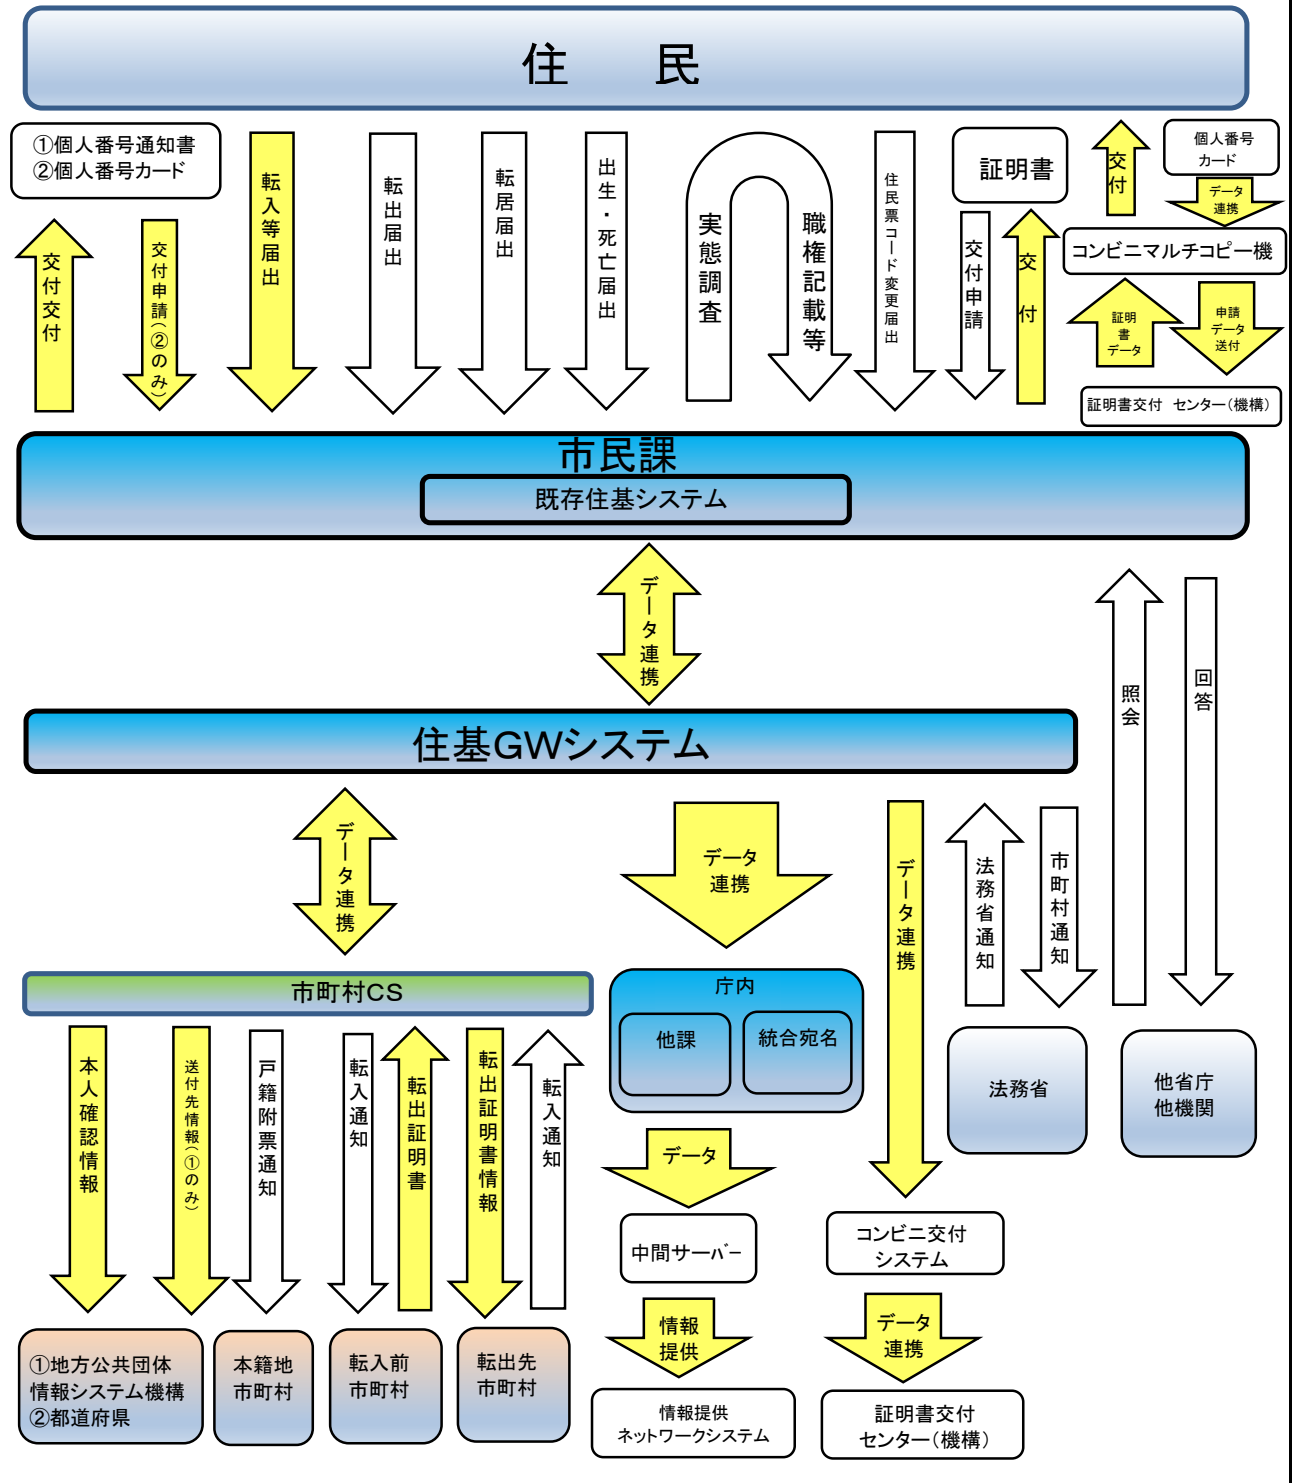 住　民
①個人番号通知書
②個人番号カード
交付交付
交付申請（②のみ）
転入等届出
転出届出
転居届出
出生・死亡届出
実態調査
職権記載等
住民票コード変更届出
証明書
交付申請
交　付
交付
個人番号
カード
データ
連携
コンビニマルチコピー機
証明
書
データ
申請
データ
送付
証明書交付 センター（機構）
市民課
既存住基システム
データ連携
照会
回答
住基GWシステム
データ連携
データ
連携
データ連携
法務省通知
市町村通知
市町村CS
庁内
他課
統合宛名
法務省
他省庁
他機関
本人確認情報
送付先情報（①のみ）
戸籍附票通知
転入通知
転出証明書
転出証明書情報
転入通知
データ
中間サーバー
コンビニ交付
システム
情報
提供
データ
連携
①地方公共団体
情報システム機構
②都道府県
本籍地
市町村
転入前
市町村
転出先
市町村
情報提供
ネットワークシステム
証明書交付
センター（機構）